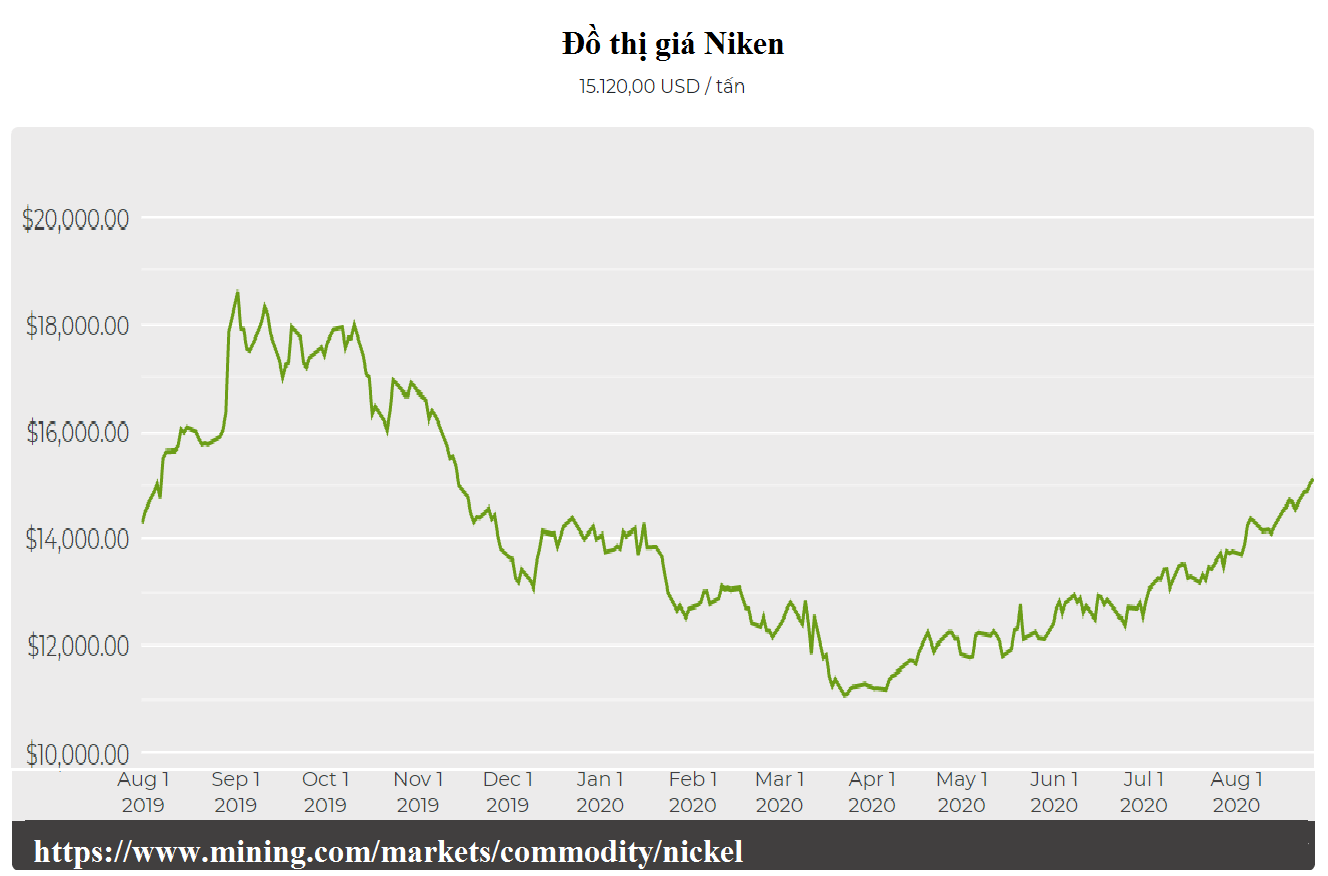 Đồ thị giá Niken
15.120,00 USD / tấn
$20,000.00
$18,000.00
$16,000.00
$14,000.00
$12,000.00
$10,000.00
Aug 1 Sep 1 Oct 1 Nov 1 Dec 1 Jan 1 Feb 1 Mar 1 Apr 1 May 1 Jun 1 Jul 1 Aug 1
2019 2019 2019 2019 2019 2020 2020 2020 2020 2020 2020 2020 2020
https://www.mining.com/markets/commodity/nickel